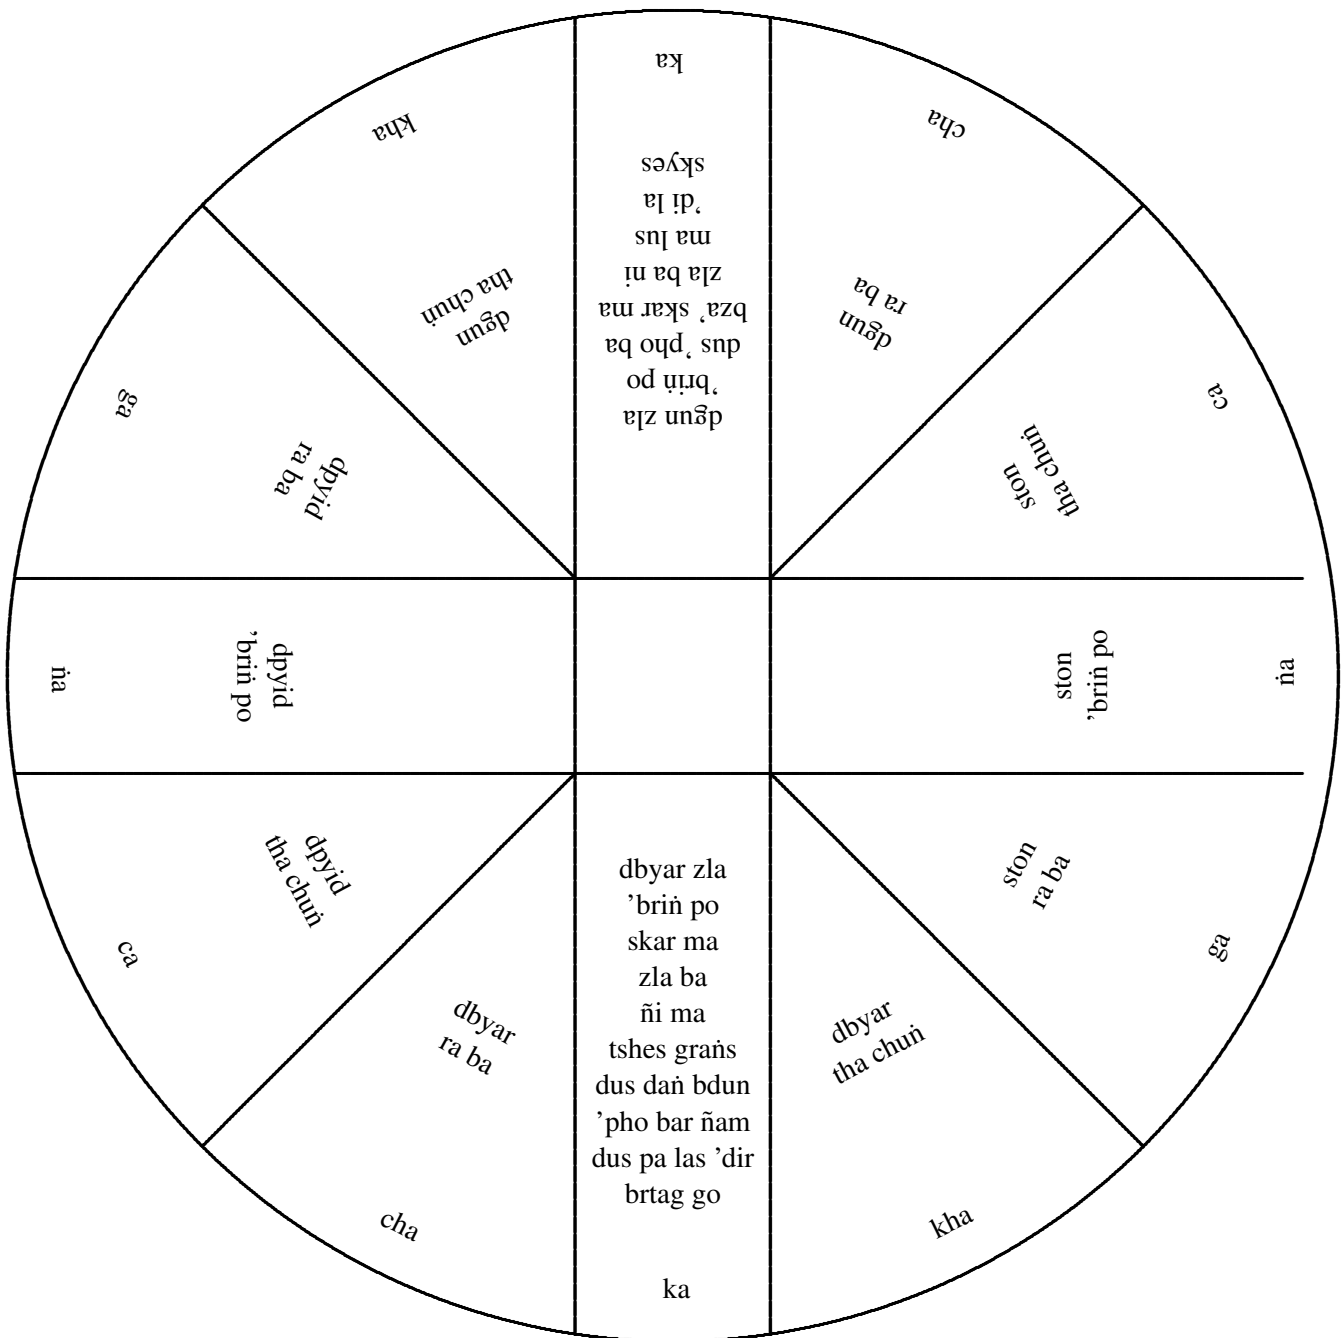 ka
skyes
’di la
ma lus
zla ba ni
bza’ skar ma
dus ’pho ba
’briṅ po
dgun zla
cha
dgun
ra ba
ca
ston
tha chuṅ
ṅa
ston
’briṅ po
ga
ston
ra ba
kha
dbyar
tha chuṅ
dbyar zla
’briṅ po
skar ma
zla ba
ñi ma
tshes graṅs
dus daṅ bdun
’pho bar ñam
dus pa las ’dir
brtag go
ka
dbyar
ra ba
cha
dpyid
tha chuṅ
ca
dpyid
’briṅ po
ṅa
dpyid
ra ba
ga
dgun
tha chuṅ
kha